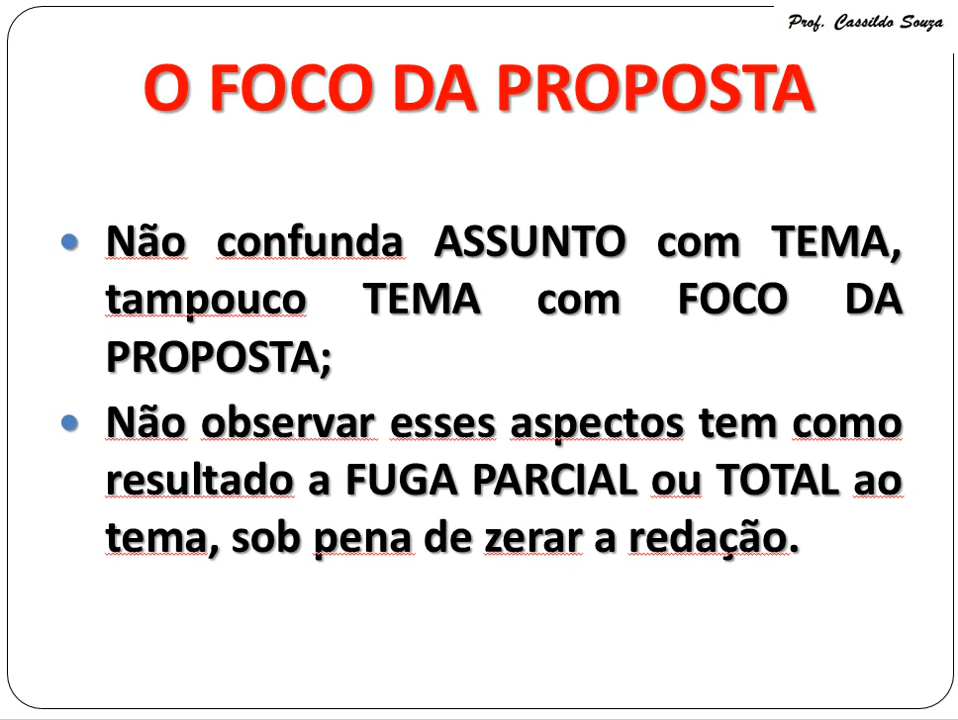 Prof. Cassildo Souza
O FOCO DA PROPOSTA
• Não confunda ASSUNTO com TEMA,
tampouco TEMA com FOCO DA
PROPOSTA;
• Não observar esses aspectos tem como
resultado a FUGA PARCIAL ou TOTAL ao
tema, sob pena de zerar a redação.